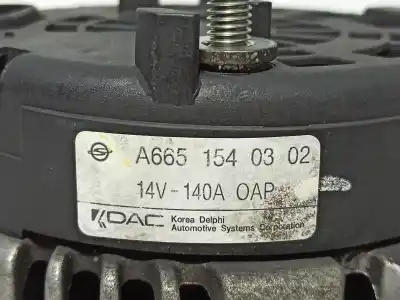 A665 154 03 02
14V-140A OAP
KDAC Korea Delphi
Automotive Systems Corporation